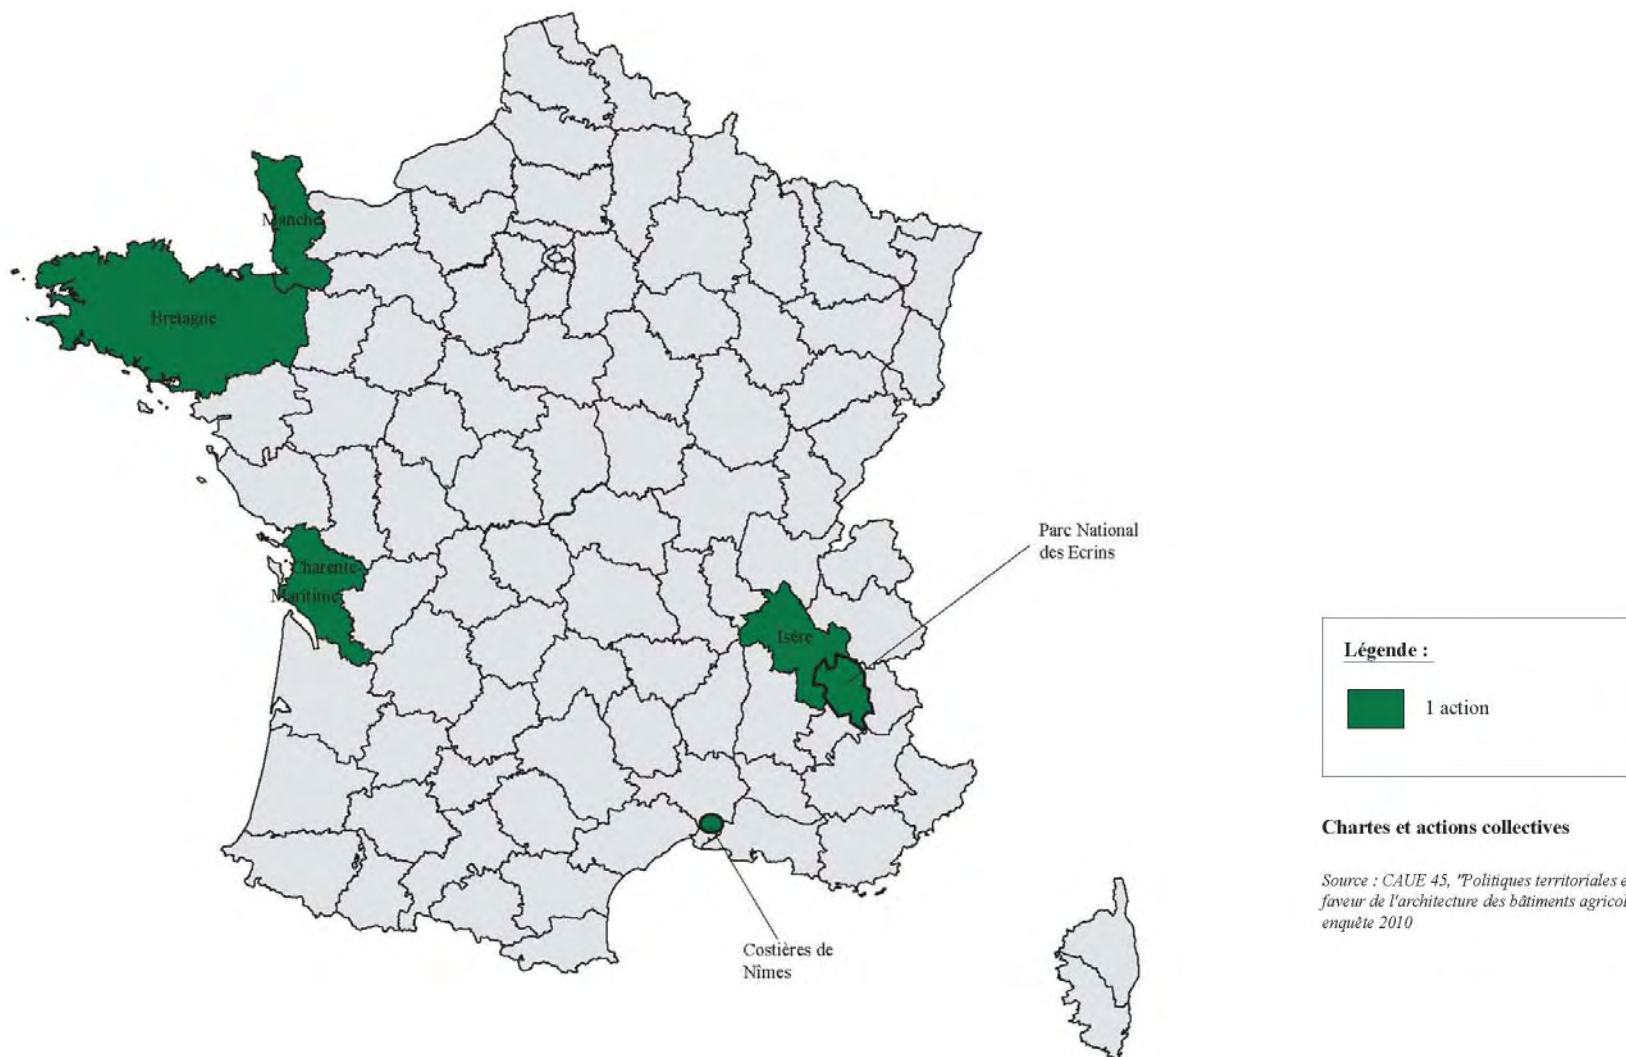 Manche
Bretagne
Charente-
Maritime
Isère
Parc National
des Ecrins
Costières de
Nîmes
Légende :
1 action
Chartes et actions collectives
Source : CAUE 45, "Politiques territoriales e
faveur de l'architecture des bâtiments agricol
enquête 2010